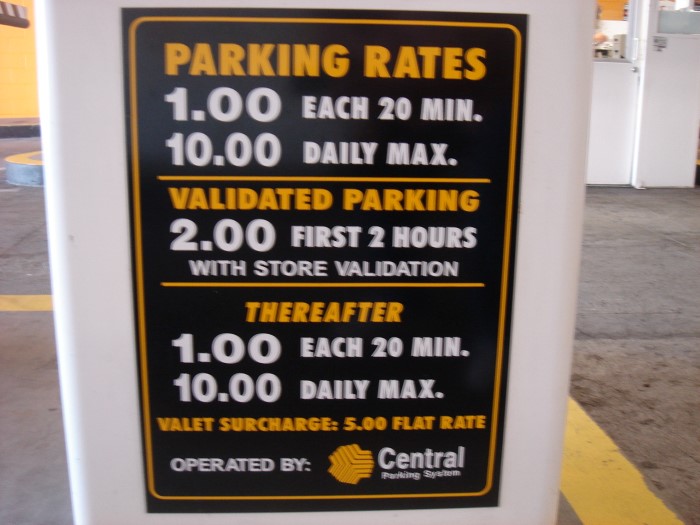 PARKING RATES
1.00 EACH 20 MIN.
10.00 DAILY MAX.
VALIDATED PARKING
2.00 FIRST 2 HOURS
WITH STORE VALIDATION
THEREAFTER
1.00 EACH 20 MIN.
10.00 DAILY MAX.
VALET SURCHARGE: 5.00 FLAT RATE
OPERATED BY: Central
Parking System